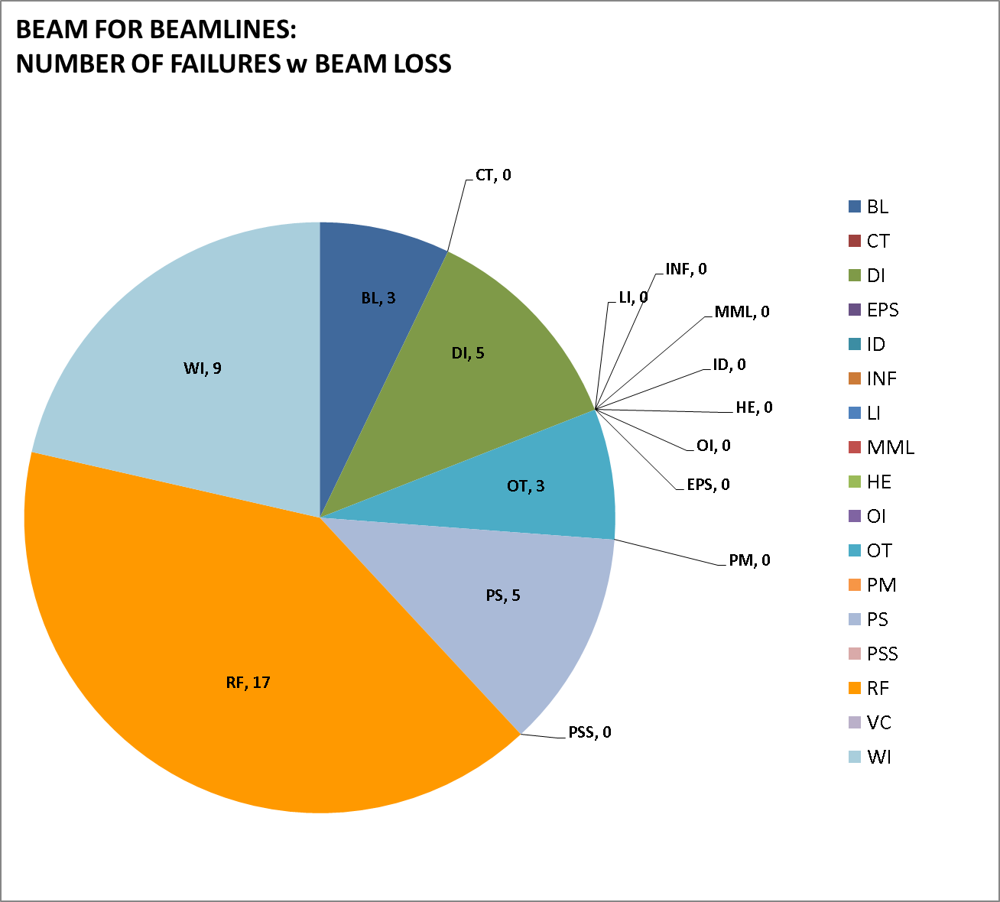 BEAM FOR BEAMLINES:
NUMBER OF FAILURES w BEAM LOSS
CT, 0
INF, 0
LI, 0
BL, 3
MML, 0
DI, 5
ID, 0
WI, 9
HE, 0
OI, 0
EPS, 0
OT, 3
PM, 0
PS, 5
RF, 17
PSS, 0
BL
CT
DI
EPS
ID
INF
LI
MML
HE
OI
OT
PM
PS
PSS
RF
VC
WI